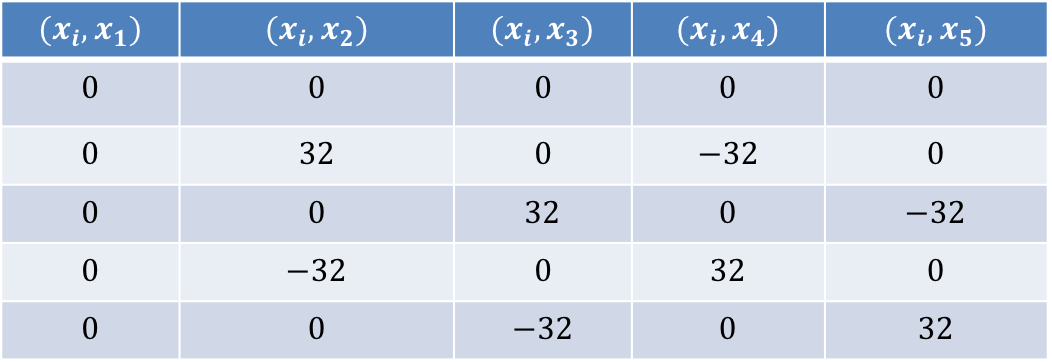 (𝒙𝒊, 𝒙𝟏) (𝒙𝒊, 𝒙𝟐) (𝒙𝒊, 𝒙𝟑) (𝒙𝒊, 𝒙𝟒) (𝒙𝒊, 𝒙𝟓)
0 0 0 0 0
0 32 0 −32 0
0 0 32 0 −32
0 −32 0 32 0
0 0 −32 0 32